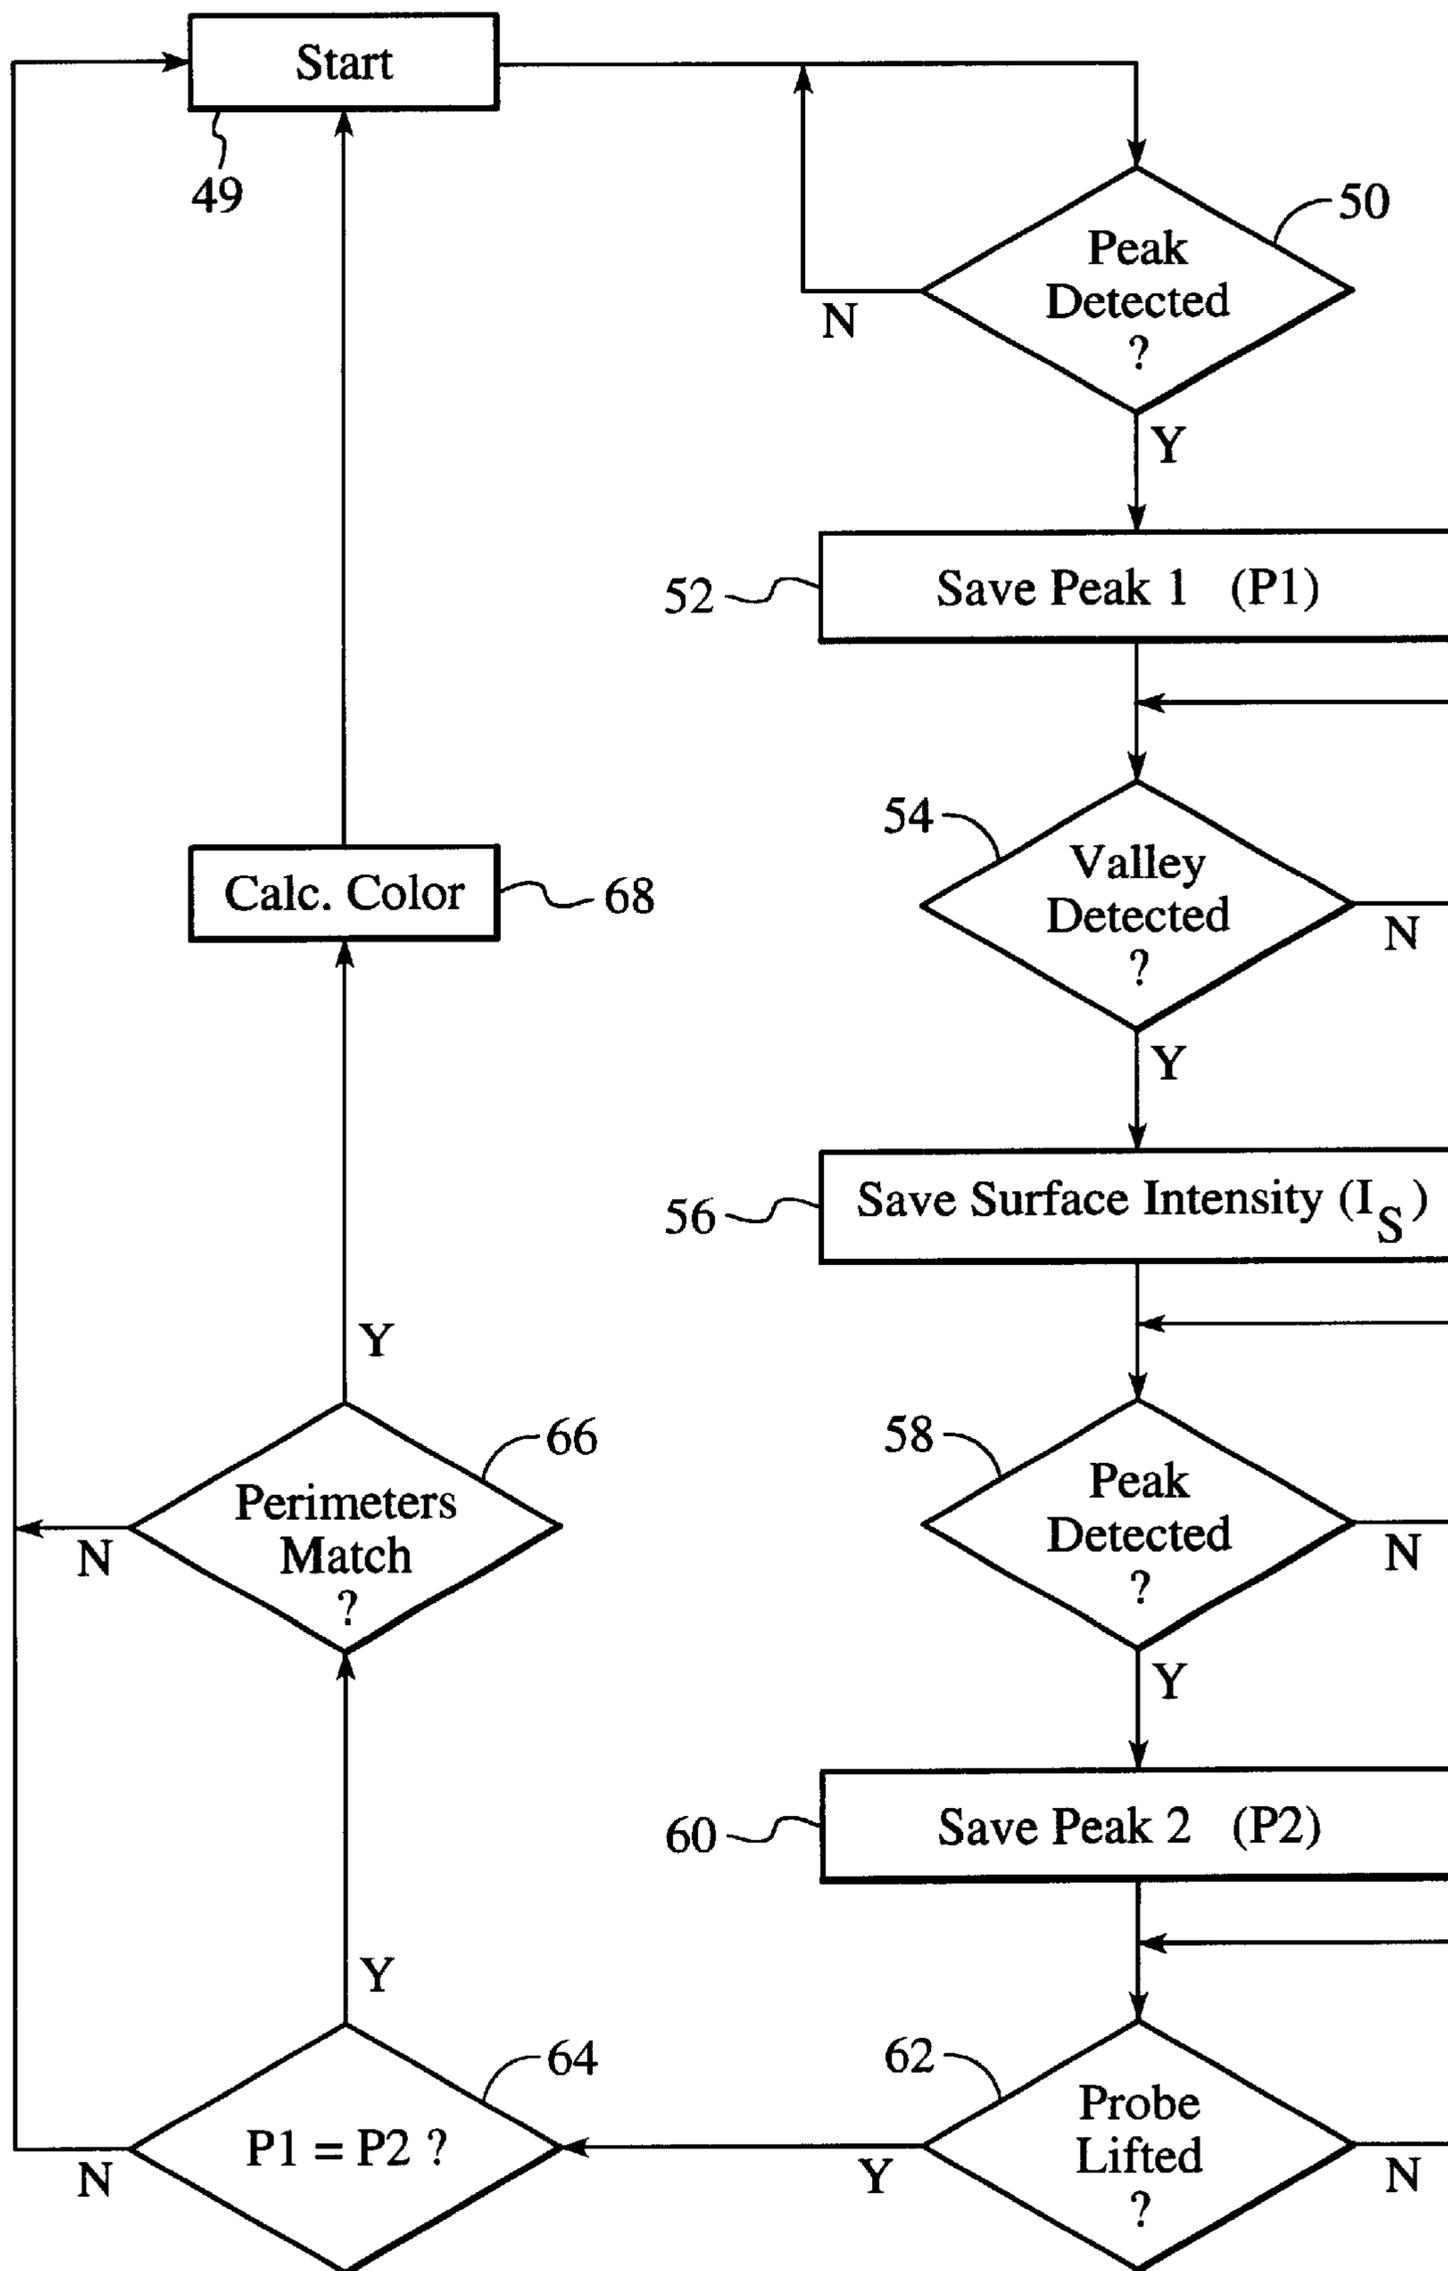 Start
49
50
Peak
Detected
?
N
Y
52
Save Peak 1 (P1)
54
Valley
Detected
?
N
Y
56
Save Surface Intensity (IS)
58
Peak
Detected
?
N
Y
60
Save Peak 2 (P2)
62
Probe
Lifted
?
N
Y
64
P1 = P2 ?
N
Y
66
Perimeters
Match
?
N
Y
Calc. Color
68